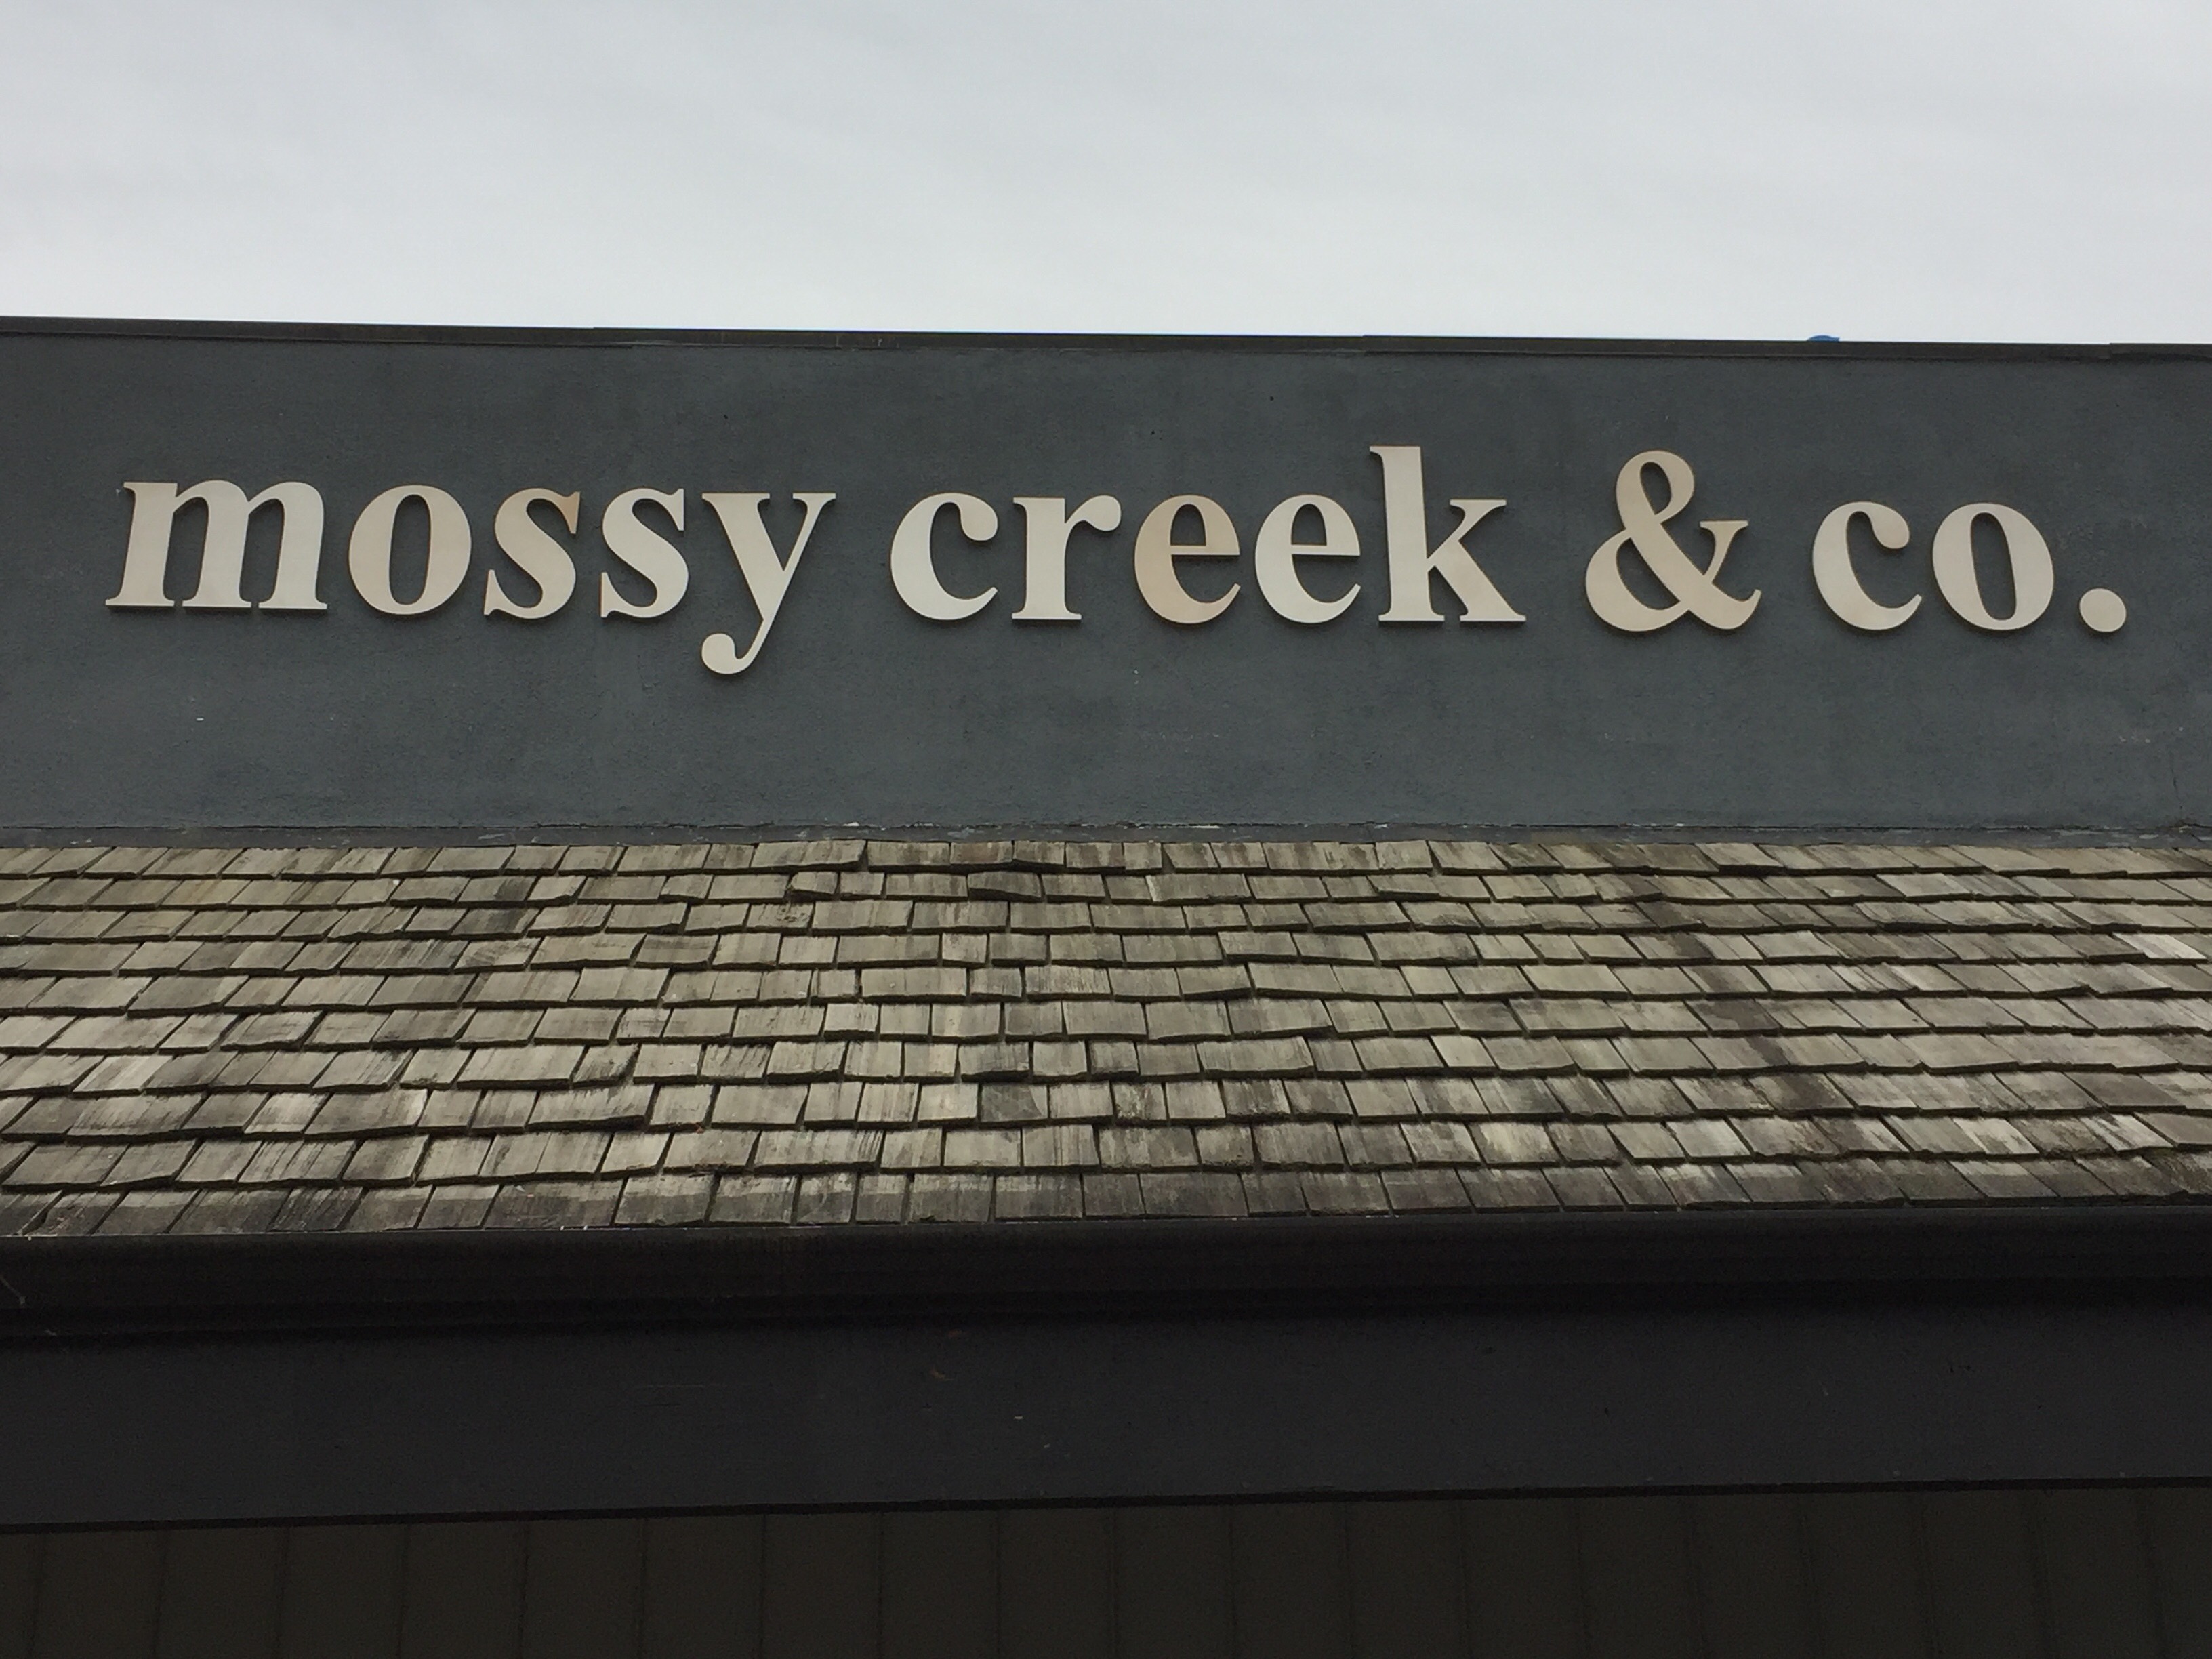 mossy creek & co.